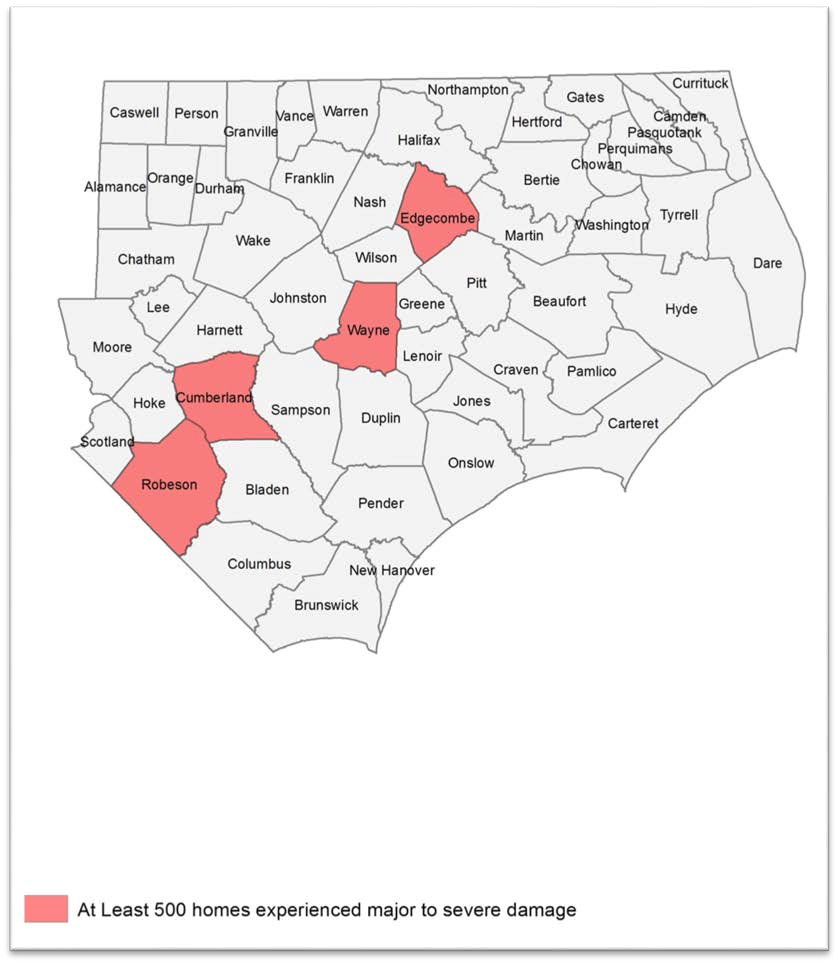 Currituck
Northampton
Gates
Caswell
Person
Vance
Warren
Camden
Hertford
Granville
Pasquotank
Halifax
Perquimans
Chowan
Orange
Franklin
Bertie
Alamance
Durham
Nash
Edgecombe
Tyrrell
Washington
Martin
Wake
Chatham
Wilson
Dare
Pitt
Johnston
Greene
Beaufort
Lee
Hyde
Harnett
Wayne
Moore
Lenoir
Craven
Pamlico
Cumberland
Hoke
Jones
Sampson
Duplin
Carteret
Scotland
Onslow
Robeson
Bladen
Pender
Columbus
New Hanover
Brunswick
At Least 500 homes experienced major to severe damage